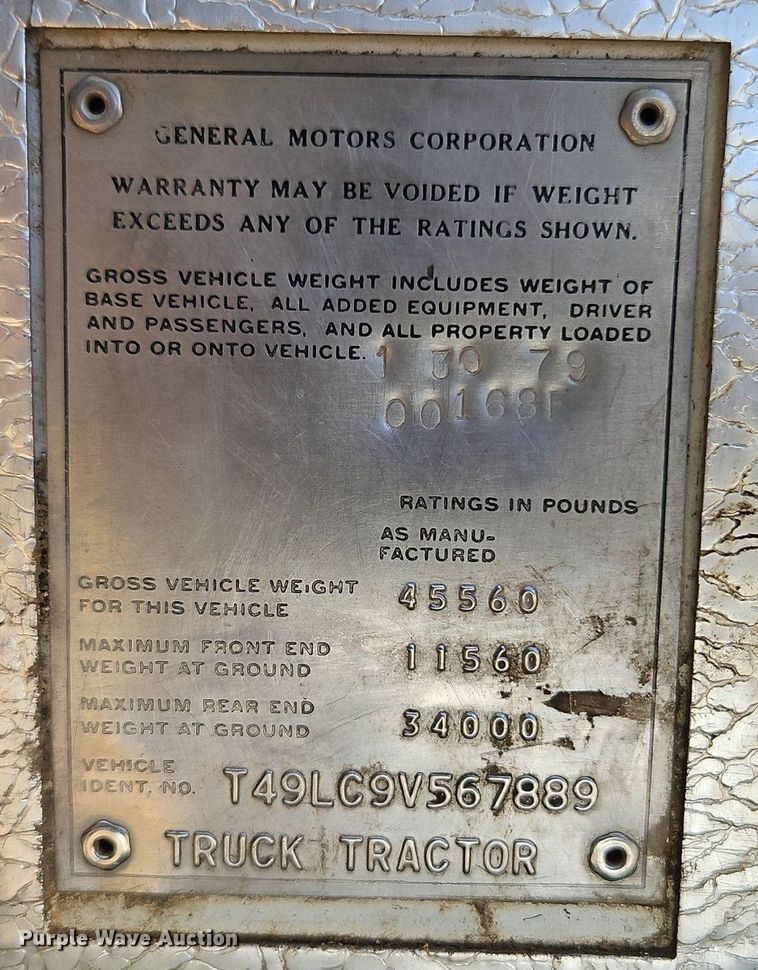 GENERAL MOTORS CORPORATION
WARRANTY MAY BE VOIDED IF WEIGHT
EXCEEDS ANY OF THE RATINGS SHOWN.
GROSS VEHICLE WEIGHT INCLUDES WEIGHT OF
BASE VEHICLE, ALL ADDED EQUIPMENT, DRIVER
AND PASSENGERS, AND ALL PROPERTY LOADED
INTO OR ONTO VEHICLE.
1 30 79
RATINGS IN POUNDS
AS MANU-
FACTURED
GROSS VEHICLE WEIGHT
FOR THIS VEHICLE 45560
MAXIMUM FRONT END
WEIGHT AT GROUND 11560
MAXIMUM REAR END
WEIGHT AT GROUND 34000
VEHICLE
IDENT. NO. T49LC9V567889
TRUCK TRACTOR
Purple Wave Auction